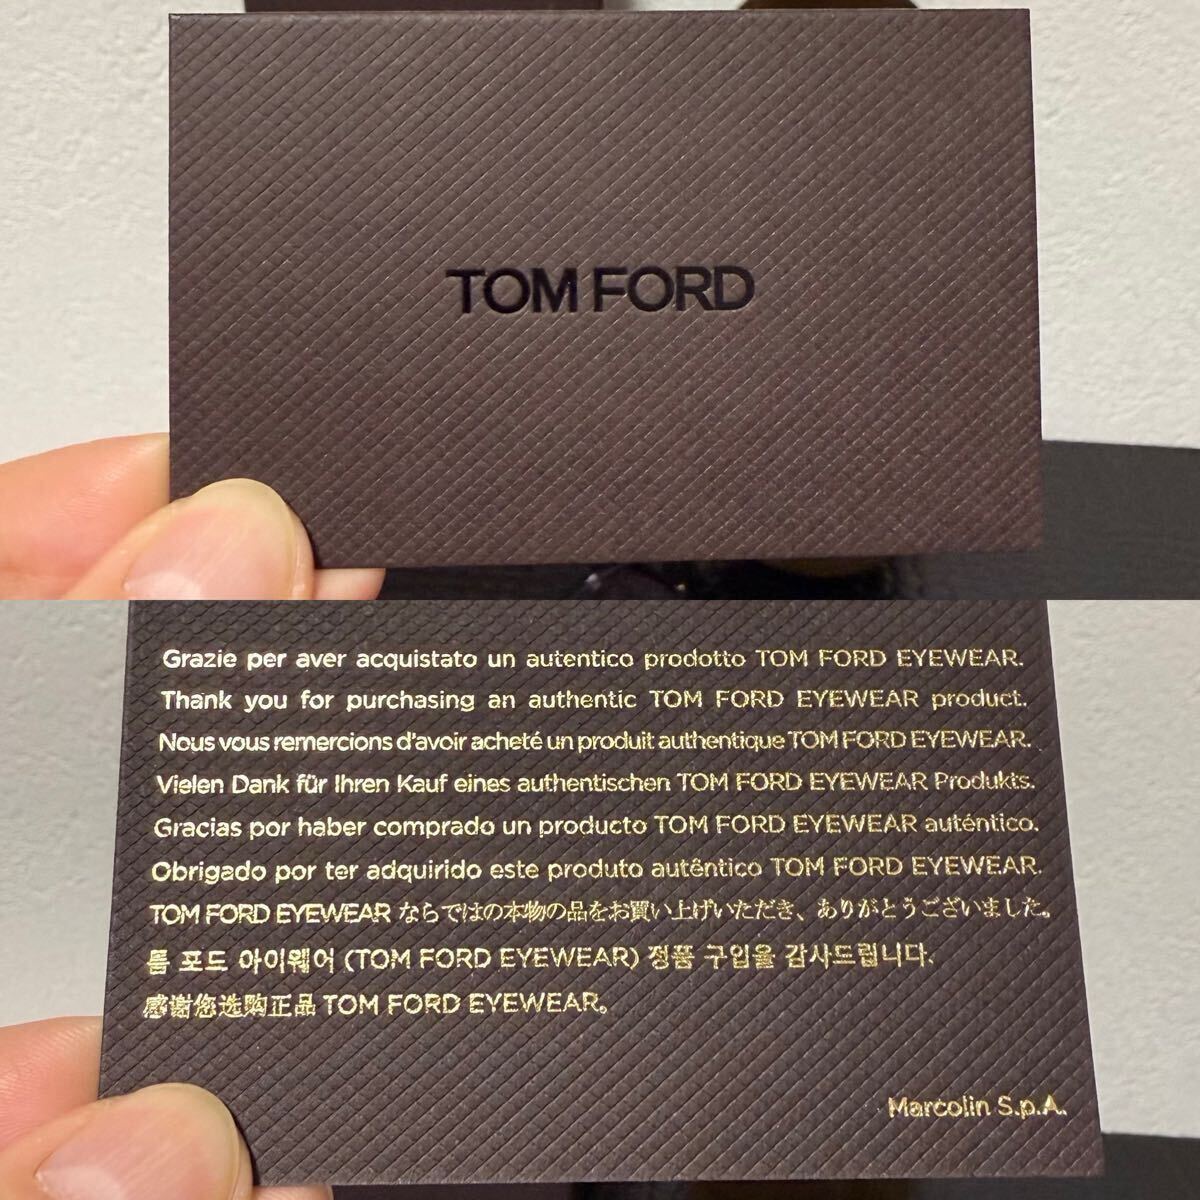 TOM FORD
Grazie per aver acquistato un autentico prodotto TOM FORD EYEWEAR.
Thank you for purchasing an authentic TOM FORD EYEWEAR product.
Nous vous remercions d'avoir acheté un produit authentique TOM FORD EYEWEAR.
Vielen Dank für Ihren Kauf eines authentischen TOM FORD EYEWEAR Produkts.
Gracias por haber comprado un producto TOM FORD EYEWEAR auténtico.
Obrigado por ter adquirido este produto autêntico TOM FORD EYEWEAR.
TOM FORD EYEWEAR ならではの本物の品をお買い上げいただき、ありがとうございました。
톰 포드 아이웨어 (TOM FORD EYEWEAR) 정품 구입을 감사드립니다.
感谢您选购正品 TOM FORD EYEWEAR。
Marcolin S.p.A.